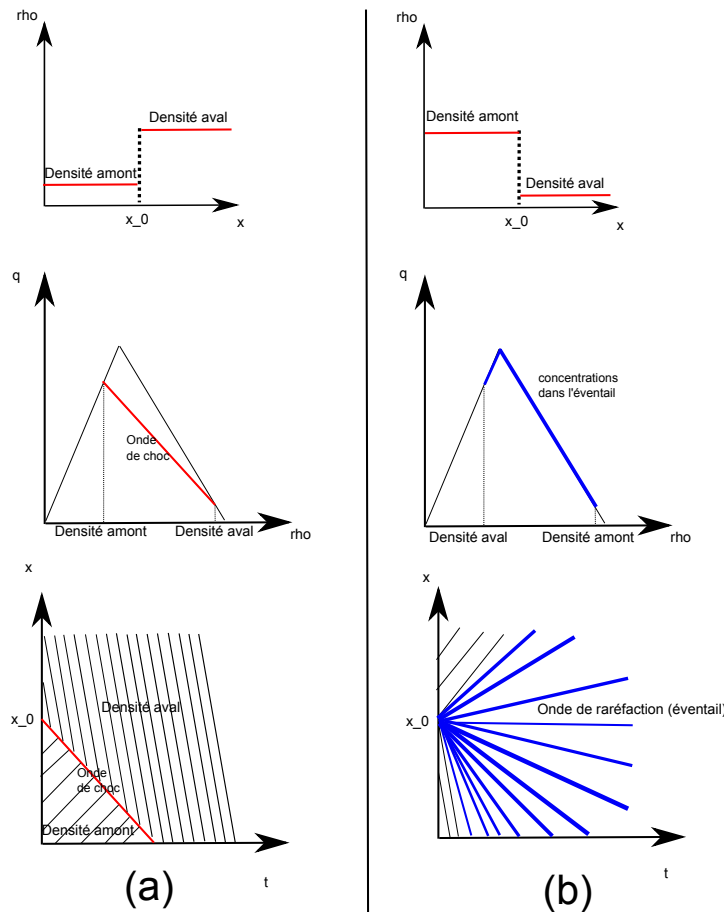 rho
Densité aval
Densité amont
x_0
x
q
Onde
de choc
Densité amont
Densité aval
rho
x
x_0
Densité aval
Onde
de choc
Densité amont
t
(a)
rho
Densité amont
Densité aval
x_0
x
q
concentrations
dans l'éventail
Densité aval
Densité amont
rho
x
x_0
Onde de raréfaction (éventail)
t
(b)